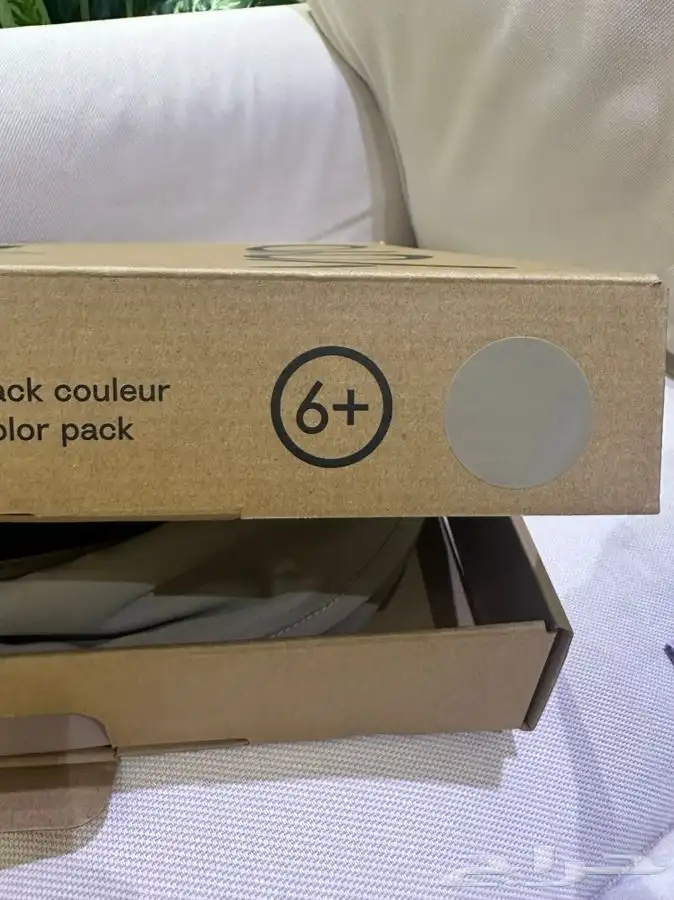 ack couleur
olor pack
6+
حراج